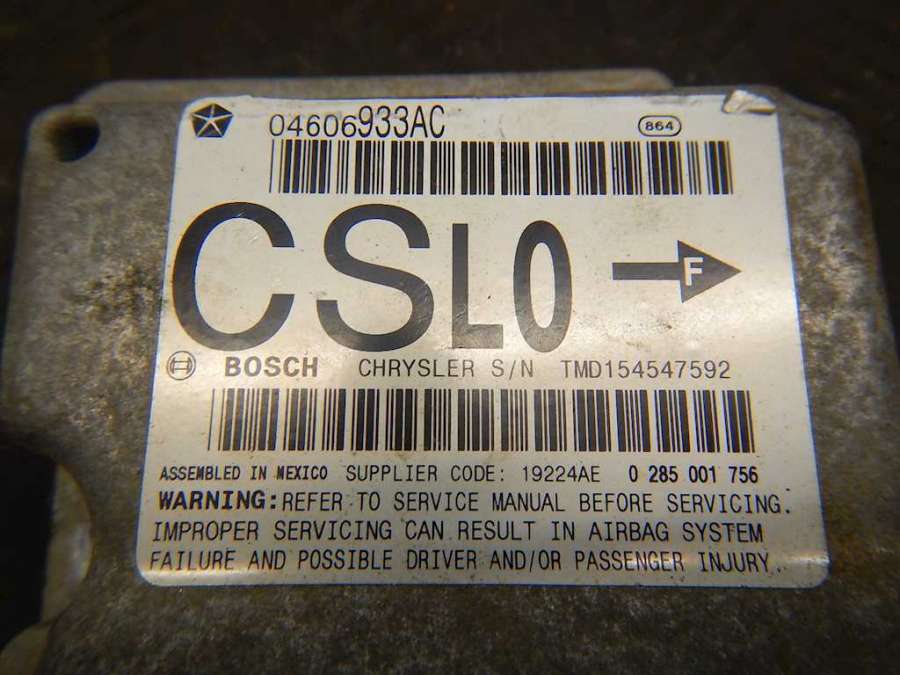 04606933AC 864
CSLO F
BOSCH CHRYSLER S/N TMD154547592
ASSEMBLED IN MEXICO SUPPLIER CODE: 19224AE 0 285 001 756
WARNING: REFER TO SERVICE MANUAL BEFORE SERVICING.
IMPROPER SERVICING CAN RESULT IN AIRBAG SYSTEM
FAILURE AND POSSIBLE DRIVER AND/OR PASSENGER INJURY.